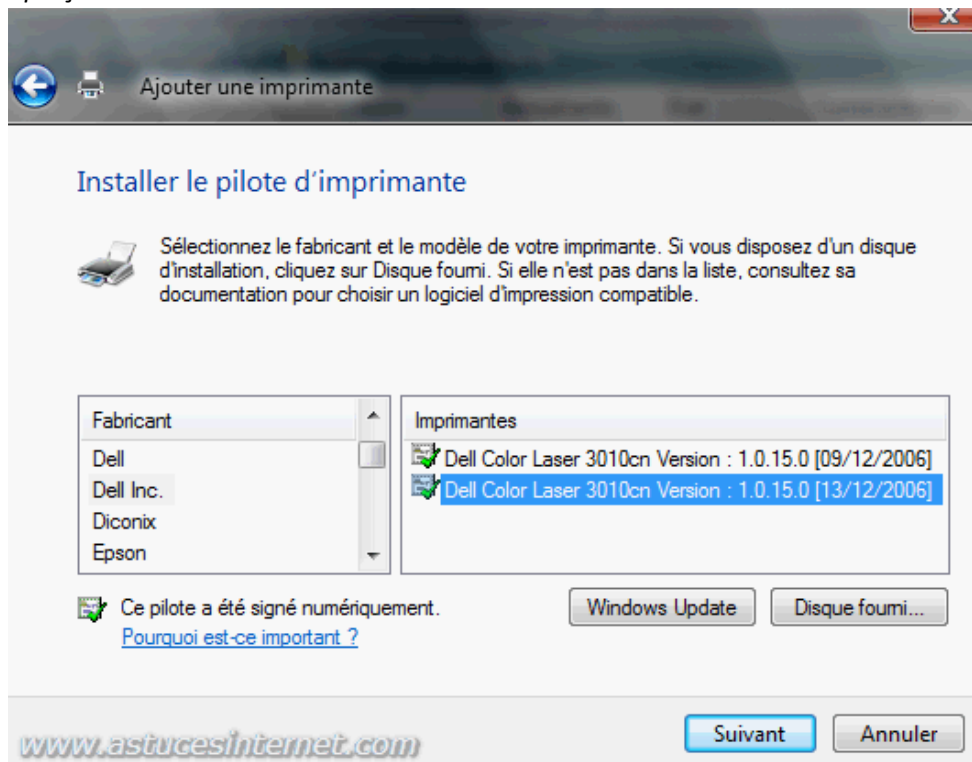 Ajouter une imprimante
Installer le pilote d'imprimante
Sélectionnez le fabricant et le modèle de votre imprimante. Si vous disposez d'un disque
d'installation, cliquez sur Disque fourni. Si elle n'est pas dans la liste, consultez sa
documentation pour choisir un logiciel d'impression compatible.
Fabricant
Dell
Dell Inc.
Diconix
Epson
Imprimantes
Dell Color Laser 3010cn Version : 1.0.15.0 [09/12/2006]
Dell Color Laser 3010cn Version : 1.0.15.0 [13/12/2006]
Ce pilote a été signé numériquement.
Pourquoi est-ce important ?
Windows Update
Disque fourni...
Suivant
Annuler
www.astucesinternet.com